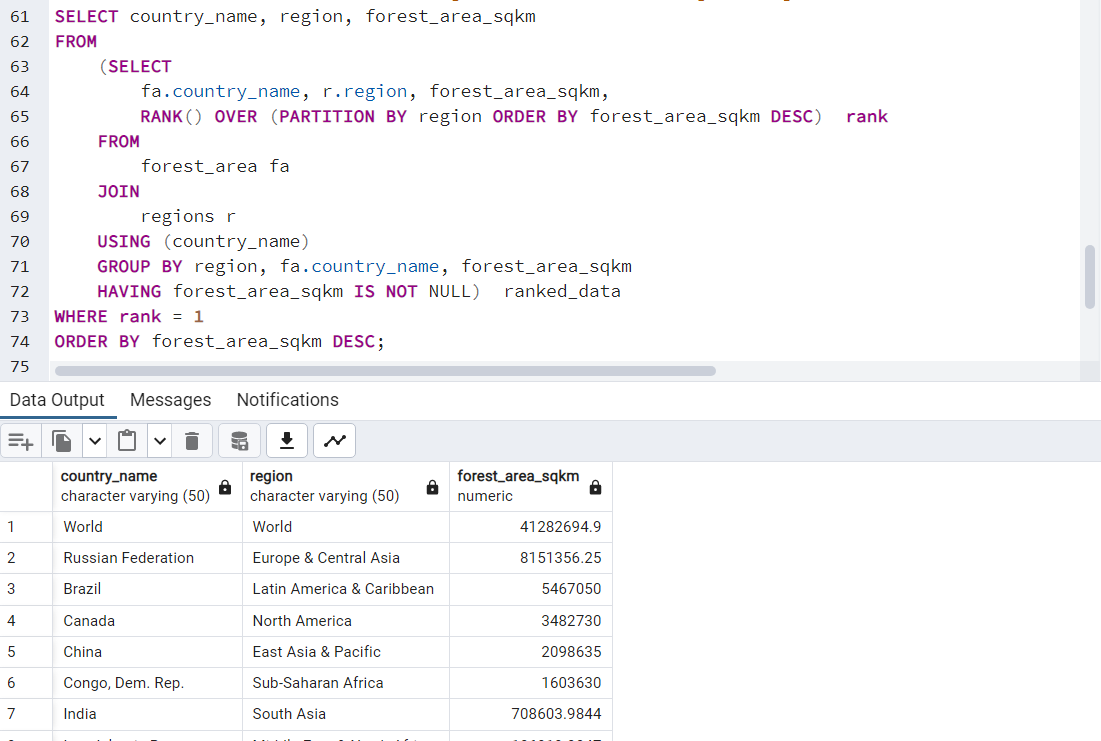 61 SELECT country_name, region, forest_area_sqkm
62 FROM
63 (SELECT
64 fa.country_name, r.region, forest_area_sqkm,
65 RANK() OVER (PARTITION BY region ORDER BY forest_area_sqkm DESC) rank
66 FROM
67 forest_area fa
68 JOIN
69 regions r
70 USING (country_name)
71 GROUP BY region, fa.country_name, forest_area_sqkm
72 HAVING forest_area_sqkm IS NOT NULL) ranked_data
73 WHERE rank = 1
74 ORDER BY forest_area_sqkm DESC;
75
Data Output Messages Notifications
country_name region forest_area_sqkm
character varying (50) character varying (50) numeric
1 World World 41282694.9
2 Russian Federation Europe & Central Asia 8151356.25
3 Brazil Latin America & Caribbean 5467050
4 Canada North America 3482730
5 China East Asia & Pacific 2098635
6 Congo, Dem. Rep. Sub-Saharan Africa 1603630
7 India South Asia 708603.9844